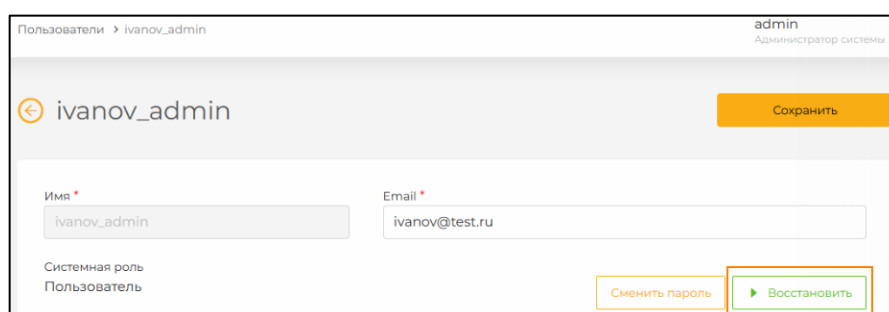 Пользователи > ivanov_admin
admin
Администратор системы
ivanov_admin
Сохранить
Имя * Email *
ivanov_admin ivanov@test.ru
Системная роль
Пользователь
Сменить пароль Восстановить